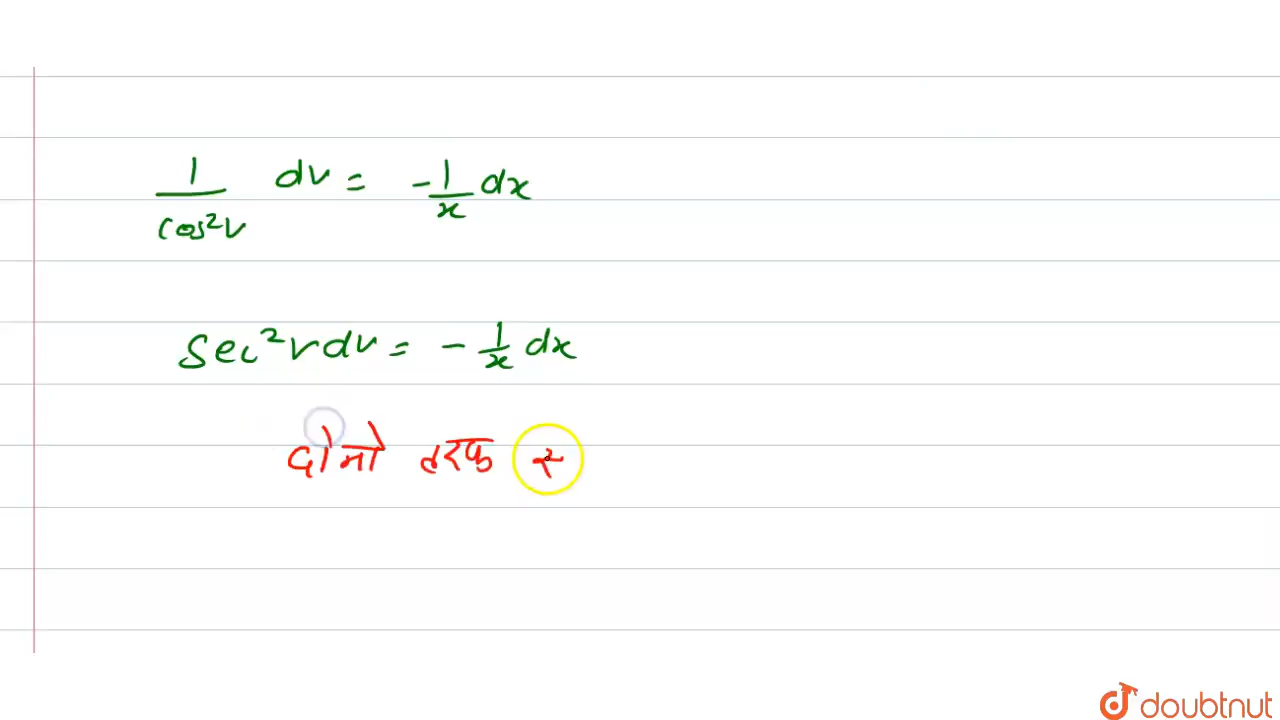 1/cos²v dv = -1/x dx
sec²v dv = -1/x dx
दोनो तरफ
doubtnut